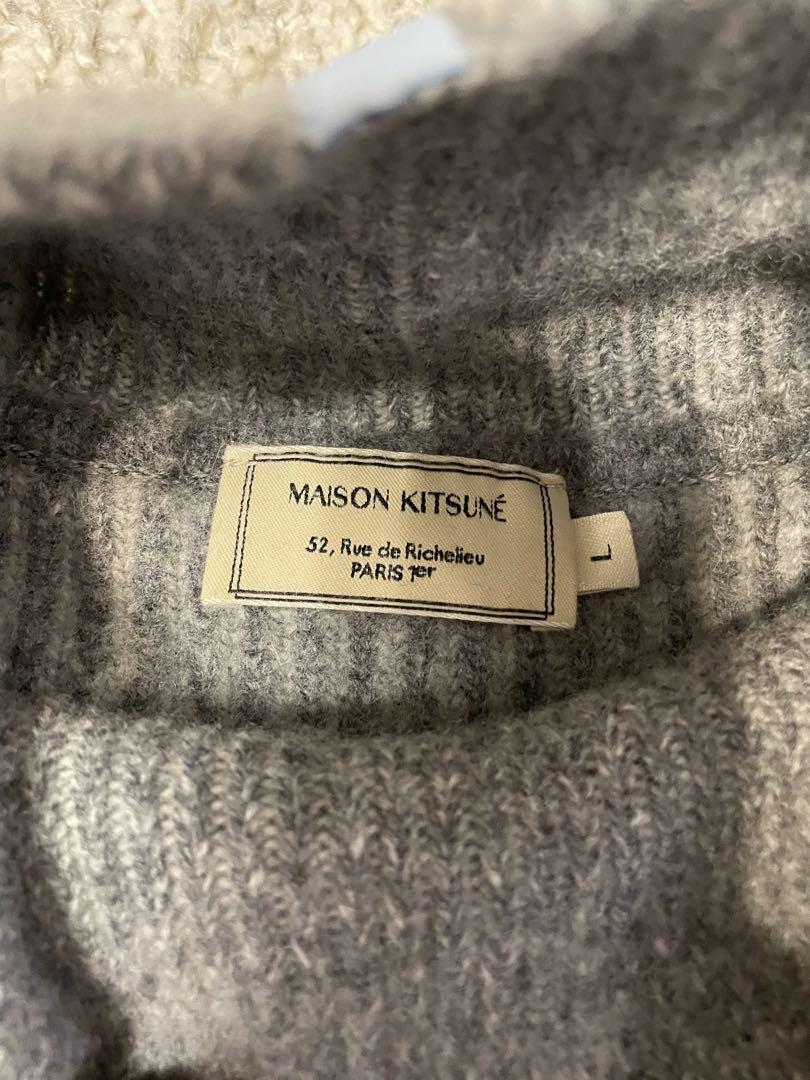 MAISON KITSUNÉ
52, Rue de Richelieu
PARIS 1er
L